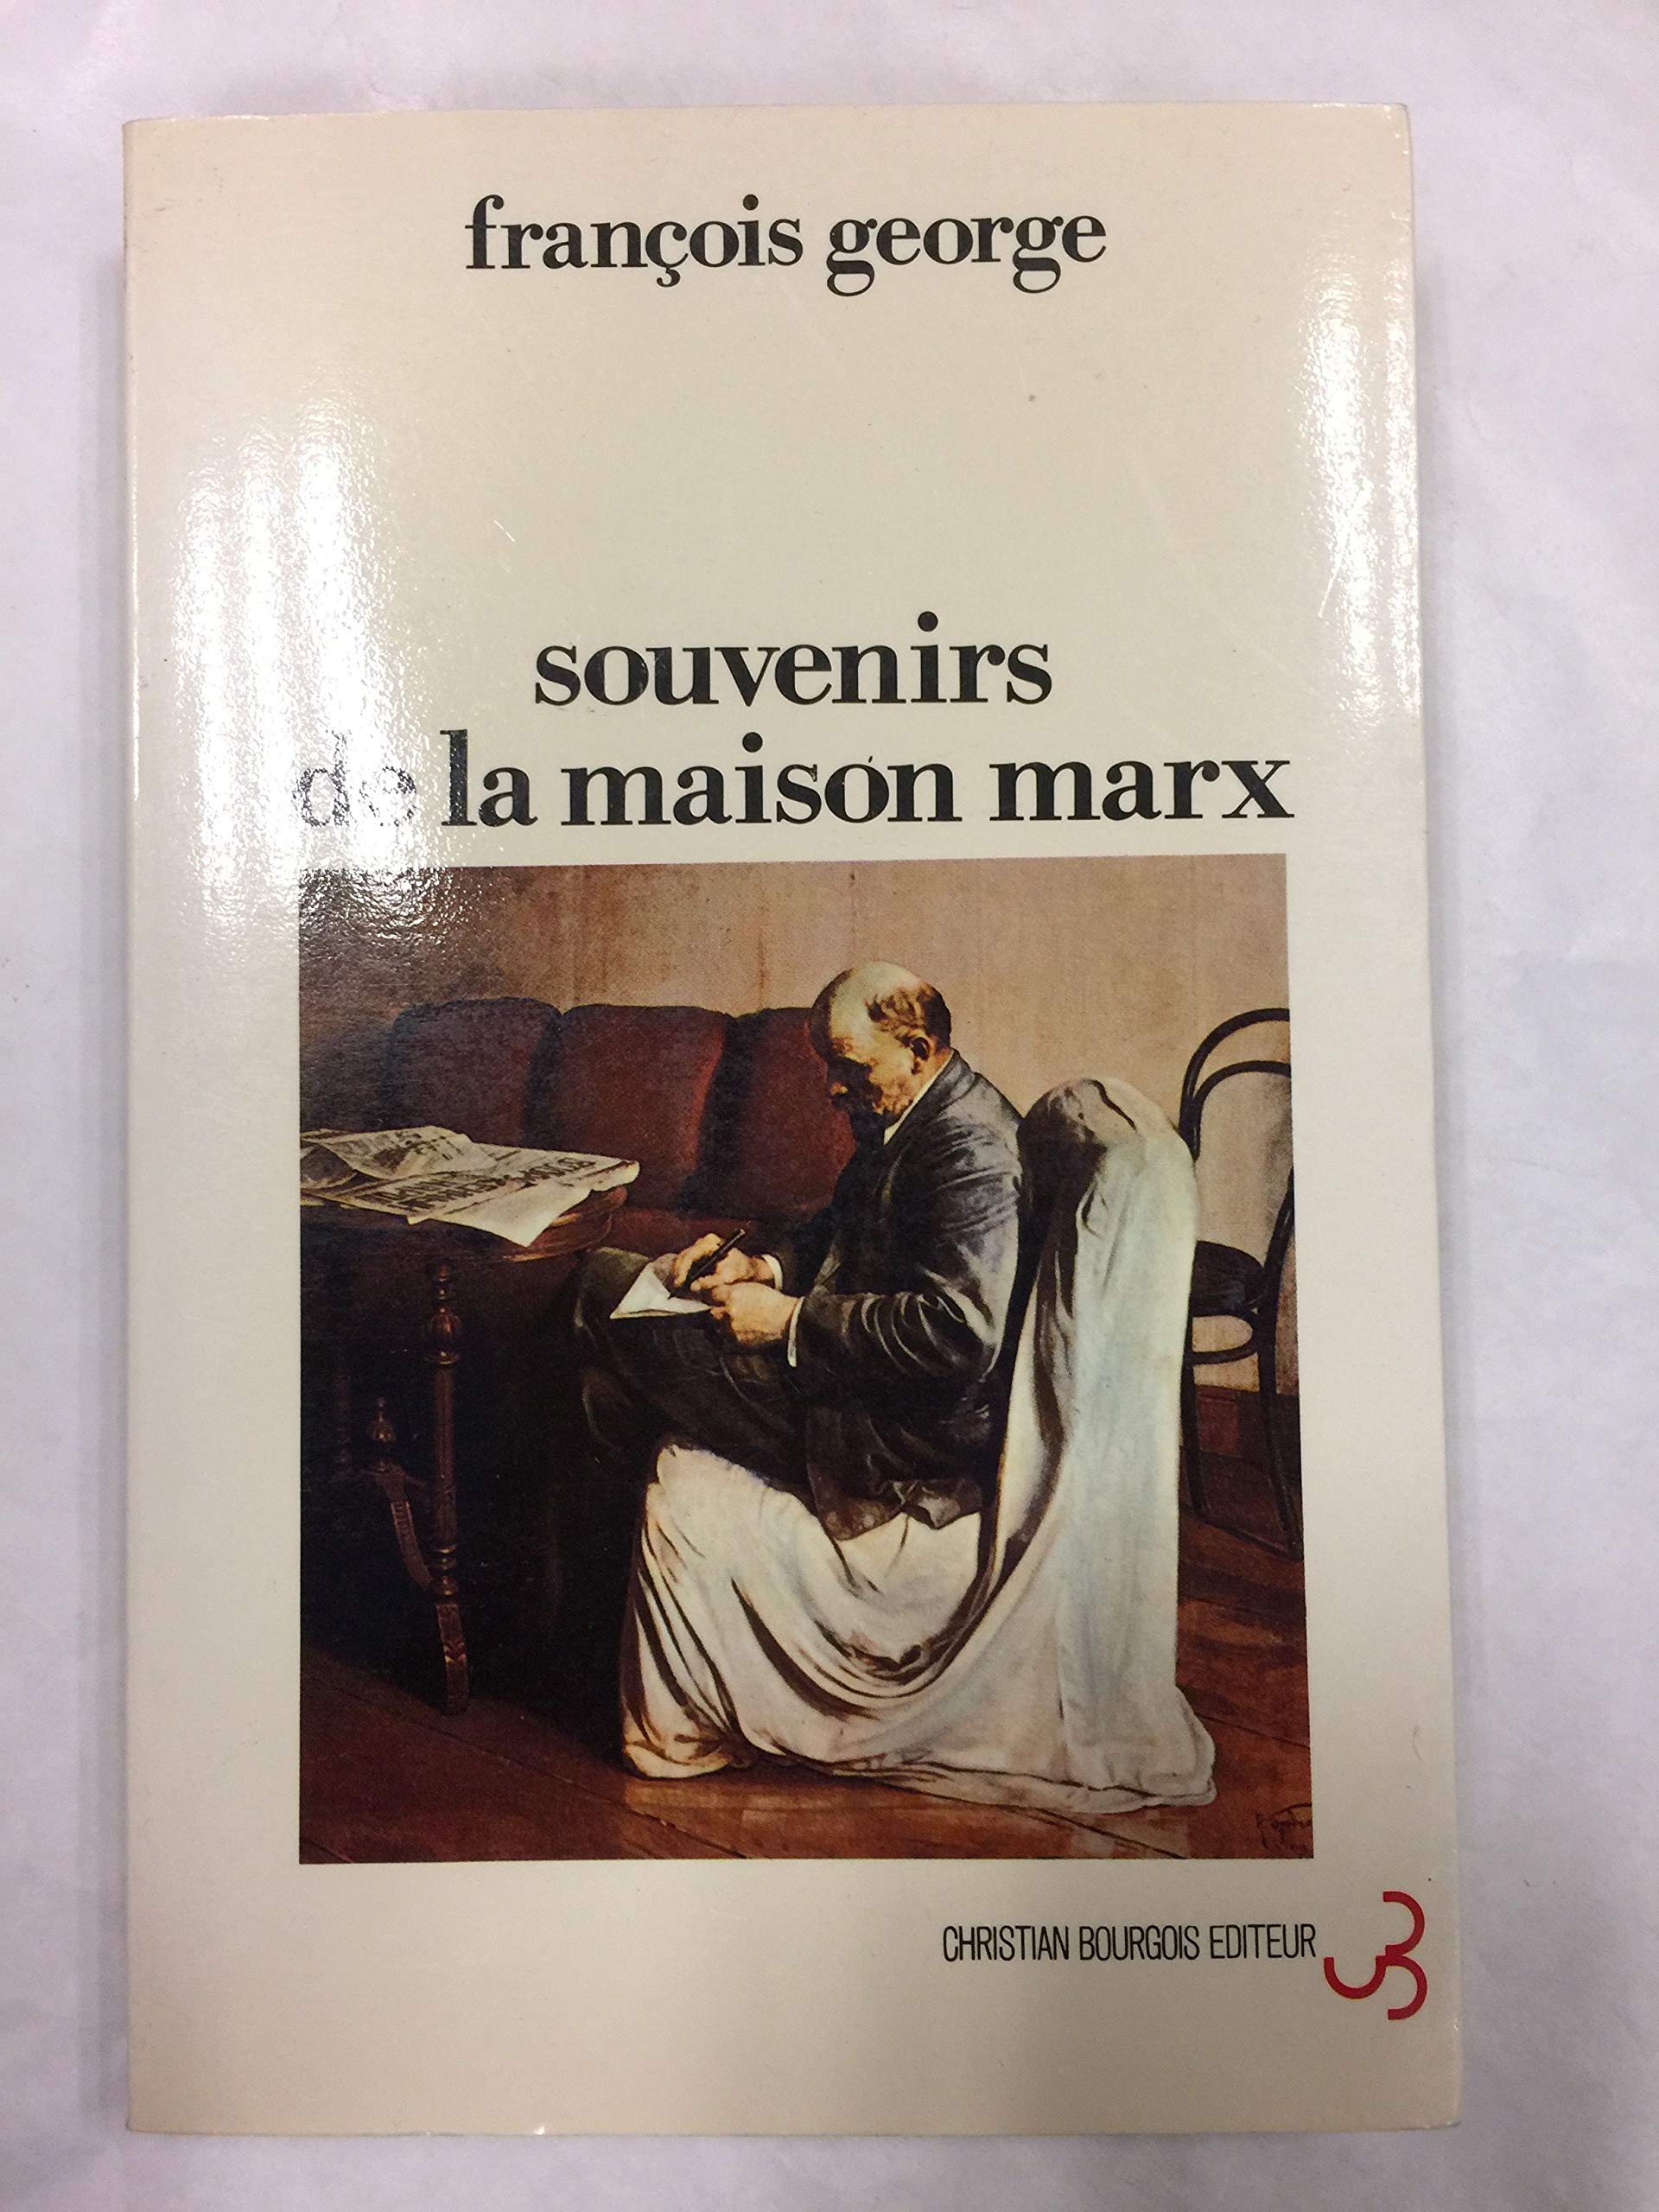 françois george
souvenirs
de la maison marx
CHRISTIAN BOURGOIS EDITEUR